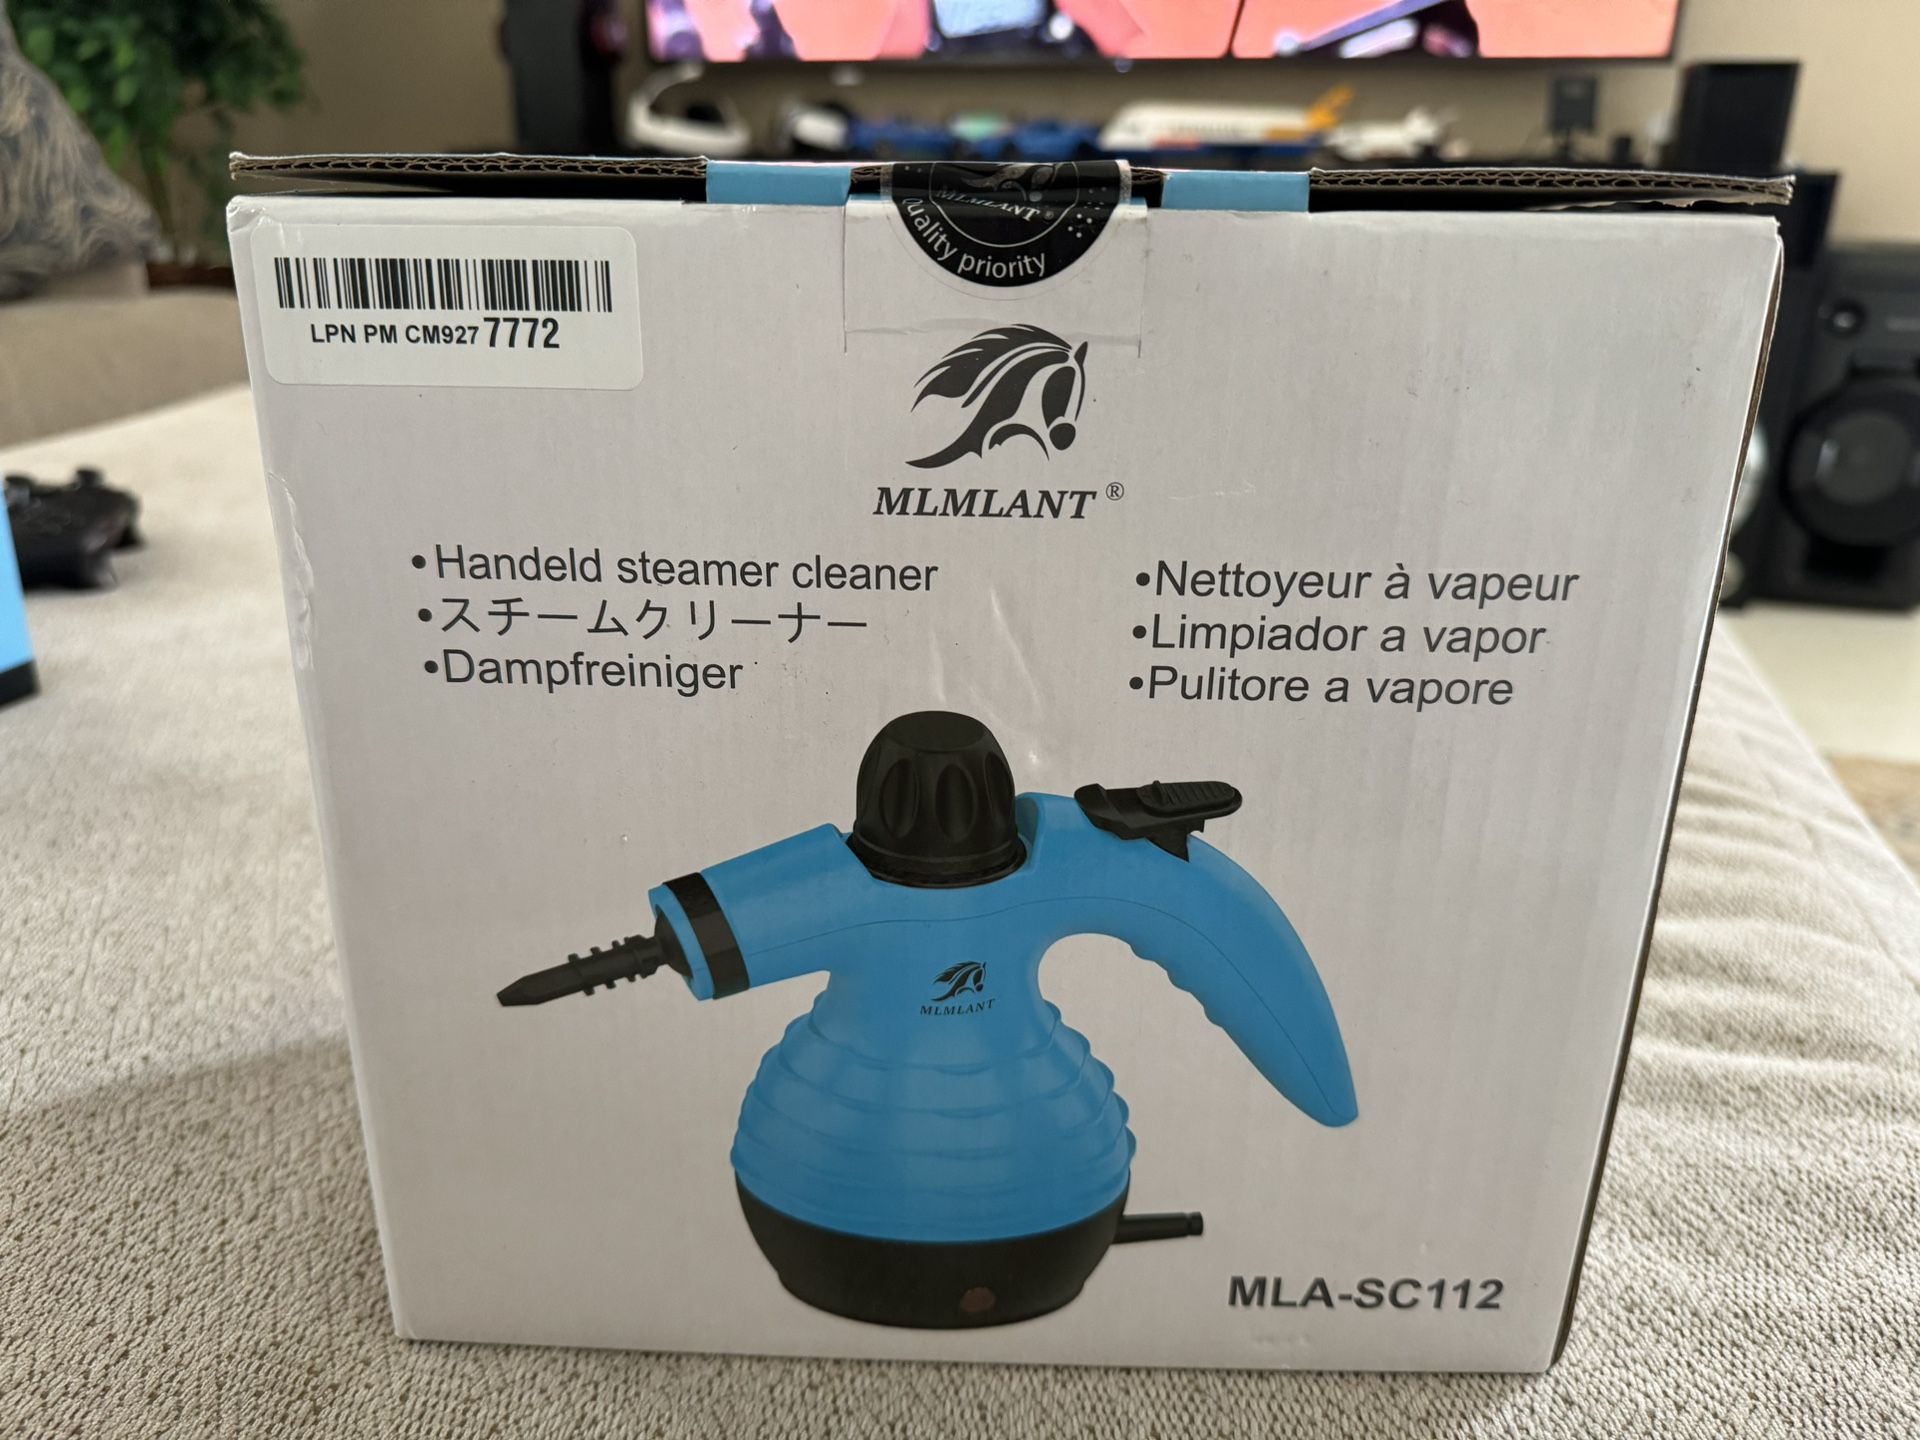 MLMLANT®
quality priority
LPN PM CM927 7772
MLMLANT®
•Handeld steamer cleaner
•スチームクリーナー
•Dampfreiniger
•Nettoyeur à vapeur
•Limpiador a vapor
•Pulitore a vapore
MLMLANT
MLA-SC112